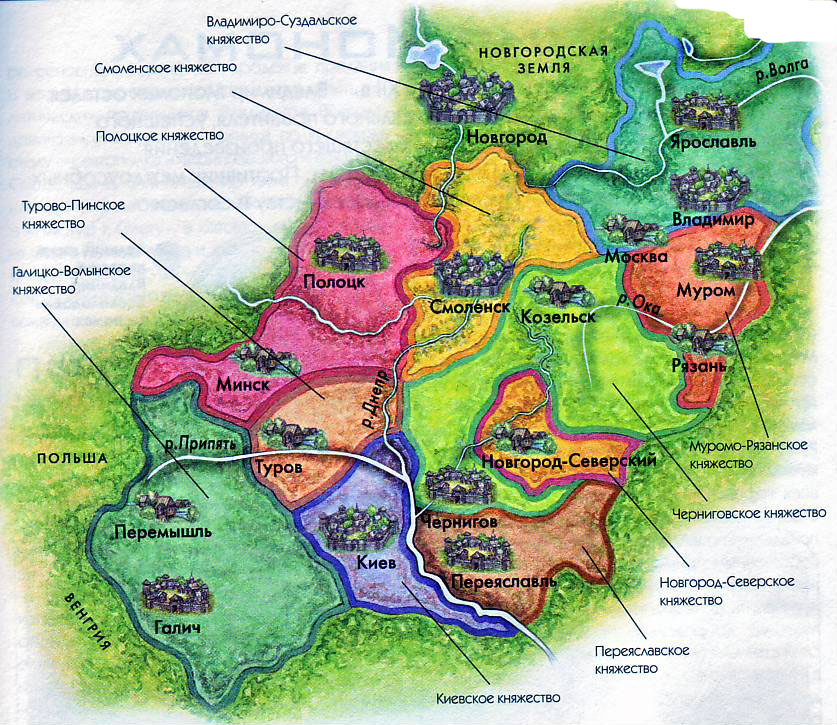 Владимиро-Суздальское
княжество
Смоленское княжество
Полоцкое княжество
Турово-Пинское
княжество
Галицко-Волынское
княжество
НОВГОРОДСКАЯ
ЗЕМЛЯ
р.Волга
Новгород
Ярославль
Владимир
Москва
Муром
Полоцк
Смоленск
Козельск
р.Ока
Рязань
Минск
р.Днепр
ПОЛЬША
р.Припять
Туров
Новгород-Северский
Муромо-Рязанское
княжество
Перемышль
Чернигов
Черниговское княжество
Киев
Переяславль
Новгород-Северское
княжество
ВЕНГРИЯ
Галич
Переяславское
княжество
Киевское княжество